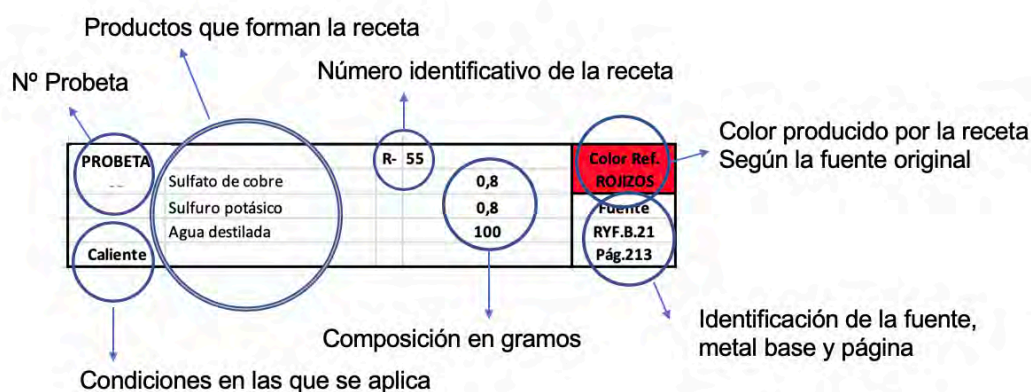 Productos que forman la receta
Nº Probeta
Número identificativo de la receta
Color producido por la receta
Según la fuente original
PROBETA R- 55 Color Ref.
Sulfato de cobre 0,8 ROJIZOS
Sulfuro potásico 0,8 Fuente
Agua destilada 100 RYF.B.21
Caliente Pág.213
Composición en gramos
Identificación de la fuente,
metal base y página
Condiciones en las que se aplica